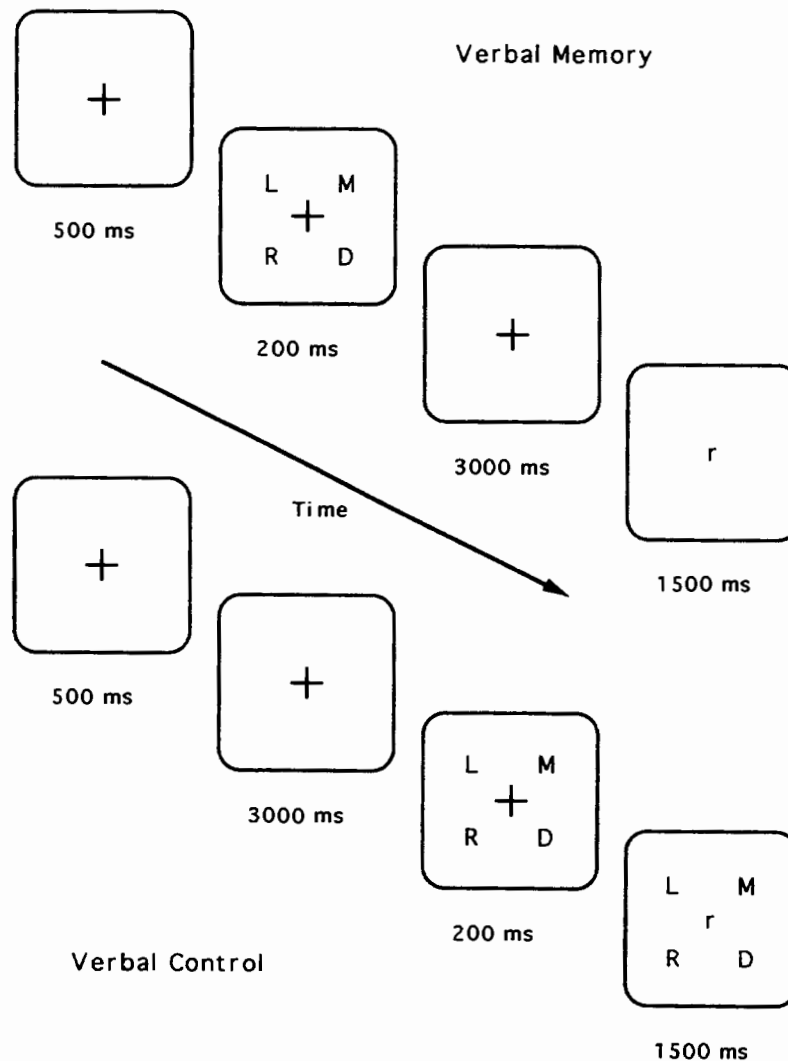 Verbal Memory
500 ms
L M
R D
200 ms
3000 ms
r
1500 ms
Time
500 ms
3000 ms
L M
R D
200 ms
L M
r
R D
1500 ms
Verbal Control